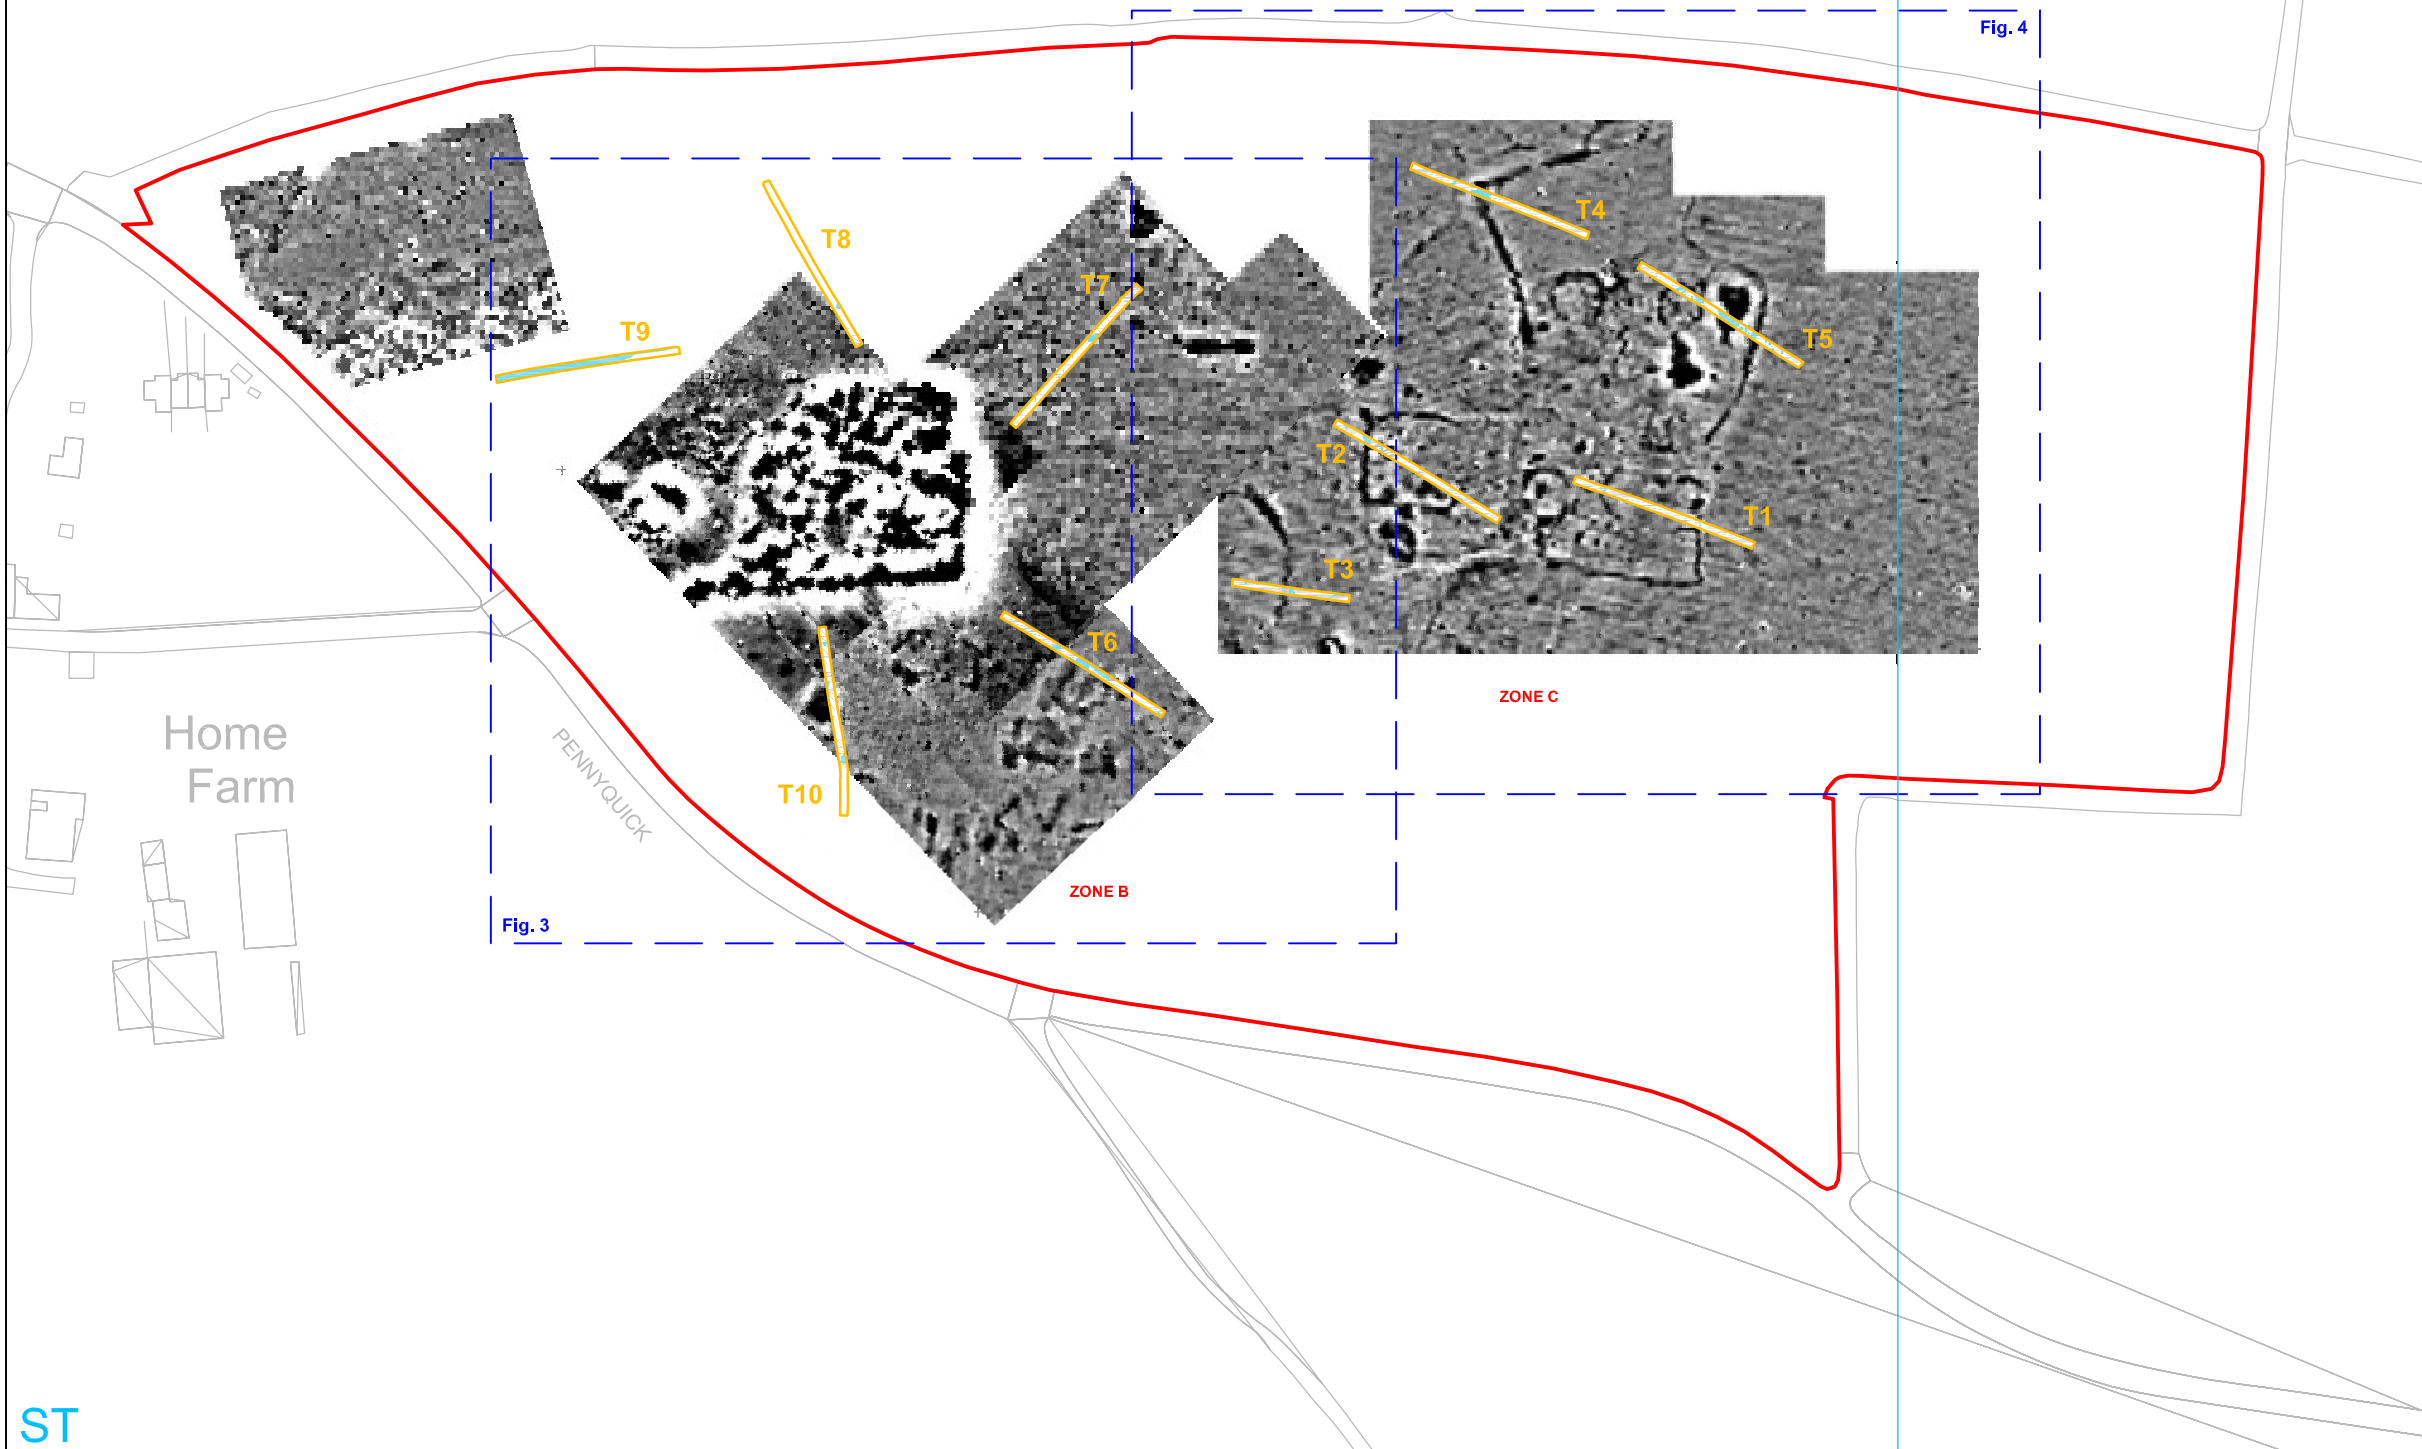 Fig. 4
T4
T8
T7
T9
T5
T2
T1
T3
T6
ZONE C
Home
Farm
PENNYQUICK
T10
ZONE B
Fig. 3
ST